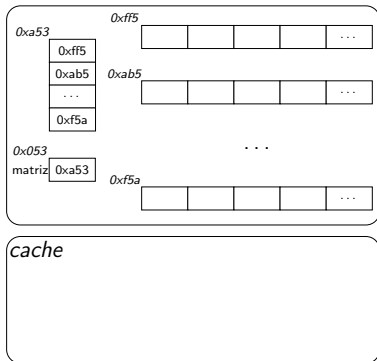 0xff5
0xa53
. . .
0xff5
0xab5
0xab5
. . .
. . .
0xf5a
. . .
0x053
matriz 0xa53
0xf5a
. . .
cache